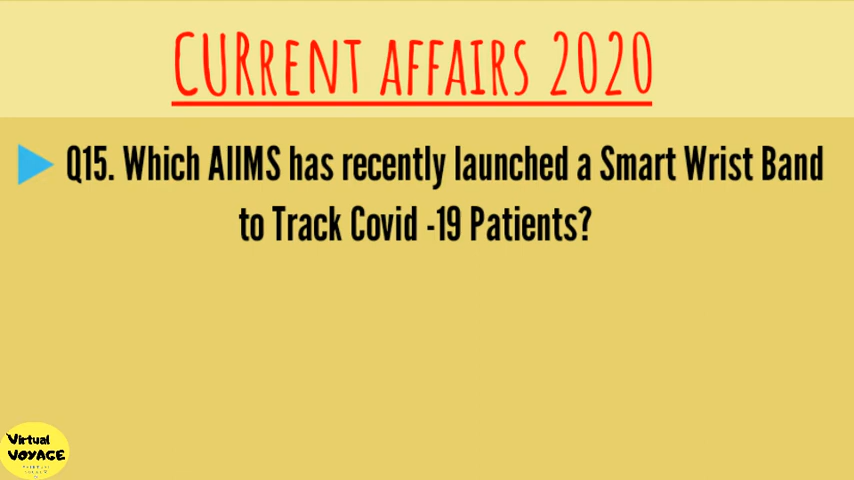 CURRENT AFFAIRS 2020
Q15. Which AIIMS has recently launched a Smart Wrist Band
to Track Covid -19 Patients?
Virtual
VOYAGE